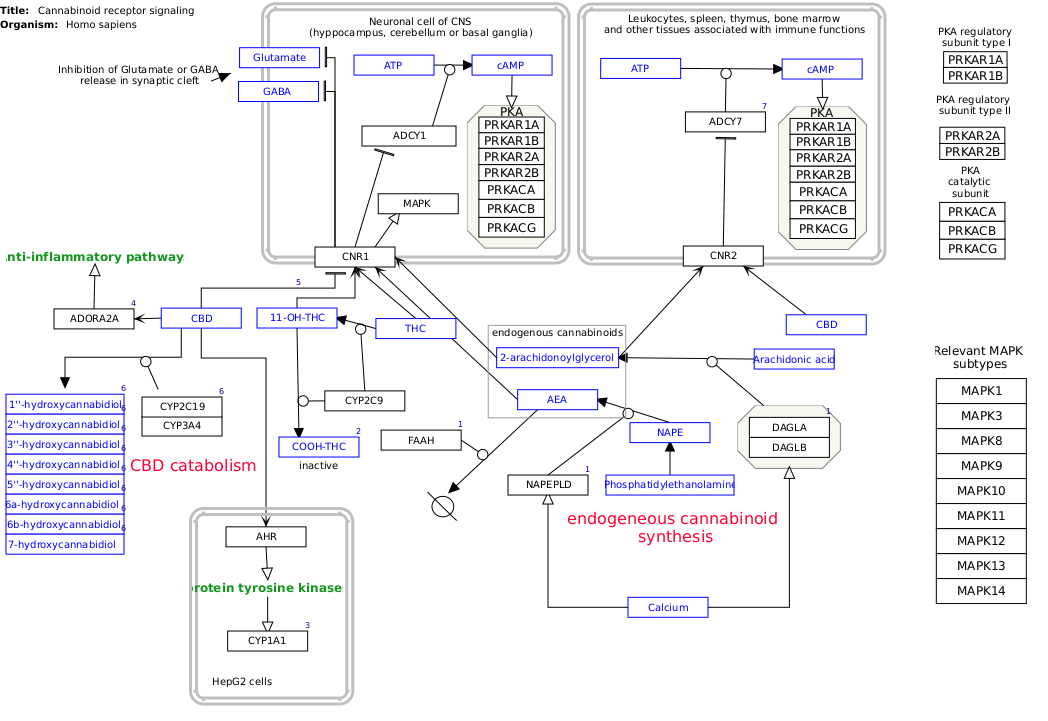 Title: Cannabinoid receptor signaling
Organism: Homo sapiens
Neuronal cell of CNS
(hyppocampus, cerebellum or basal ganglia)
Leukocytes, spleen, thymus, bone marrow
and other tissues associated with immune functions
Glutamate
GABA
Inhibition of Glutamate or GABA
release in synaptic cleft
ATP
cAMP
ADCY1
MAPK
PKA
PRKAR1A
PRKAR1B
PRKAR2A
PRKAR2B
PRKACA
PRKACB
PRKACG
CNR1
ATP
cAMP
7
ADCY7
PKA
PRKAR1A
PRKAR1B
PRKAR2A
PRKAR2B
PRKACA
PRKACB
PRKACG
CNR2
PKA regulatory
subunit type I
PRKAR1A
PRKAR1B
PKA regulatory
subunit type II
PRKAR2A
PRKAR2B
PKA
catalytic
subunit
PRKACA
PRKACB
PRKACG
nti-inflammatory pathway
4
ADORA2A
CBD
5
11-OH-THC
THC
endogenous cannabinoids
2-arachidonoylglycerol
AEA
CBD
Arachidonic acid
6
1''-hydroxycannabidiol
6
2''-hydroxycannabidiol
6
3''-hydroxycannabidiol
6
4''-hydroxycannabidiol
6
5''-hydroxycannabidiol
6
6a-hydroxycannabidiol
6
6b-hydroxycannabidiol
6
7-hydroxycannabidiol
6
CYP2C19
CYP3A4
CBD catabolism
CYP2C9
2
COOH-THC
inactive
1
FAAH
NAPE
1
NAPEPLD
Phosphatidylethanolamine
1
DAGLA
DAGLB
endogeneous cannabinoid
synthesis
Calcium
AHR
rotein tyrosine kinase
3
CYP1A1
HepG2 cells
Relevant MAPK
subtypes
MAPK1
MAPK3
MAPK8
MAPK9
MAPK10
MAPK11
MAPK12
MAPK13
MAPK14